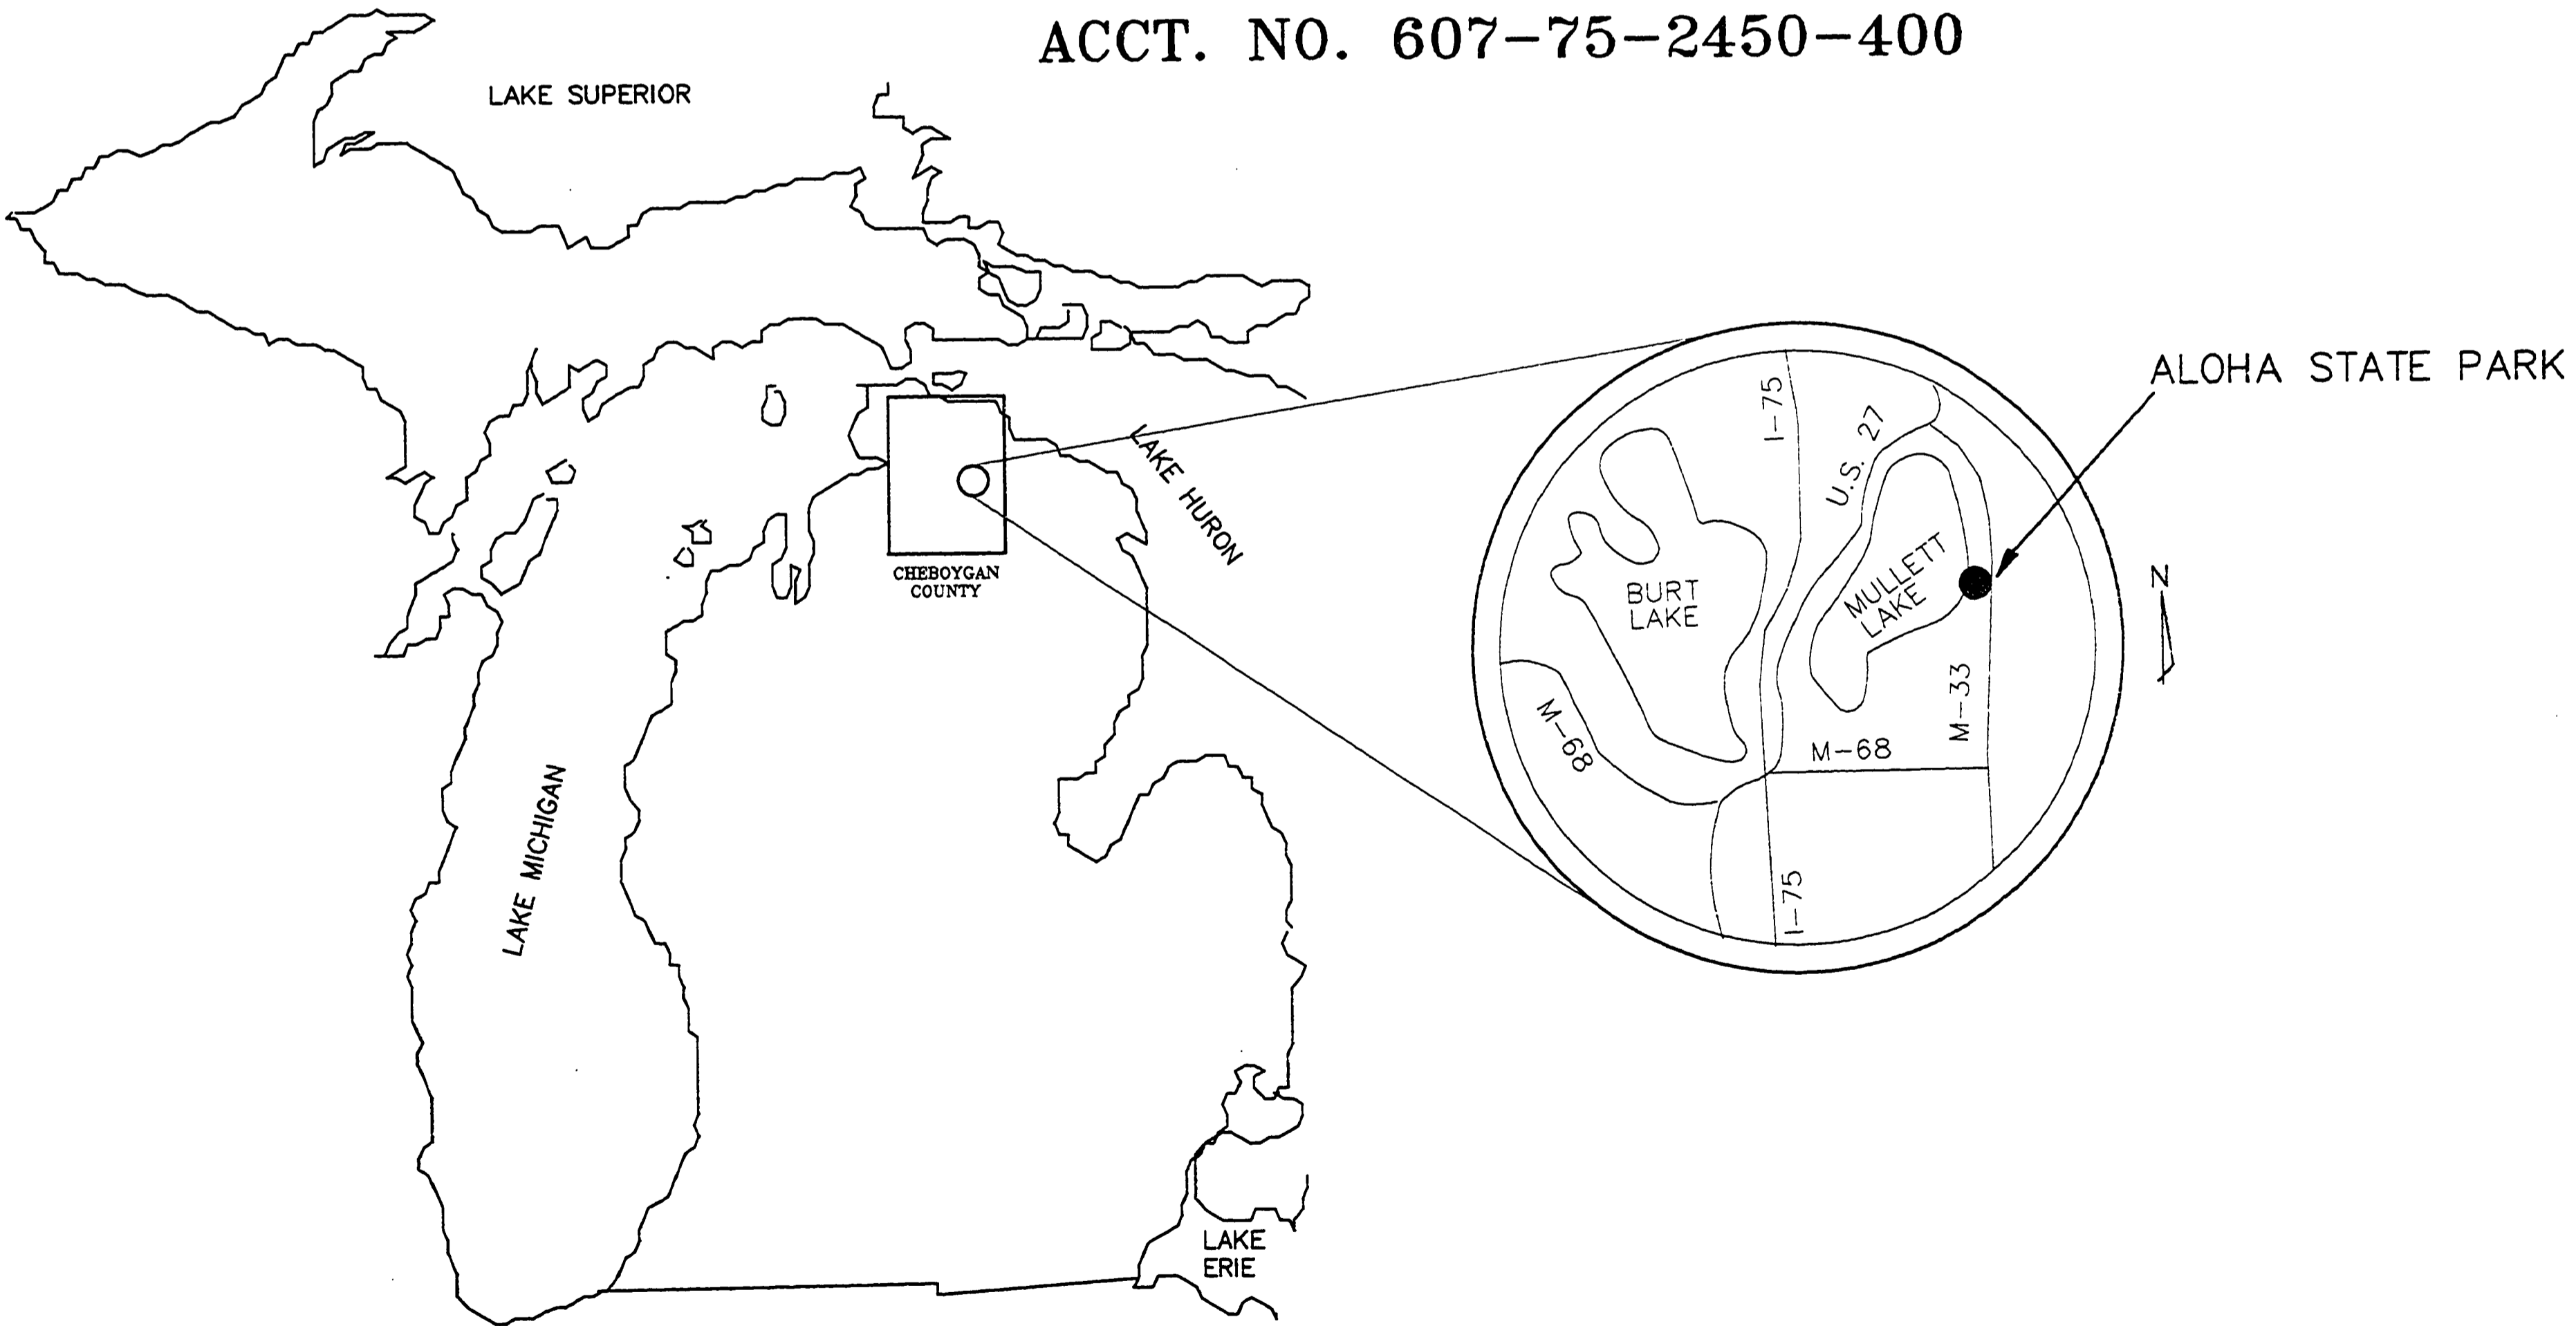 ACCT. NO. 607-75-2450-400
LAKE SUPERIOR
LAKE HURON
CHEBOYGAN
COUNTY
LAKE MICHIGAN
LAKE
ERIE
ALOHA STATE PARK
I-75
U.S. 27
BURT
LAKE
MULLETT
LAKE
N
M-33
M-68
M-68
I-75